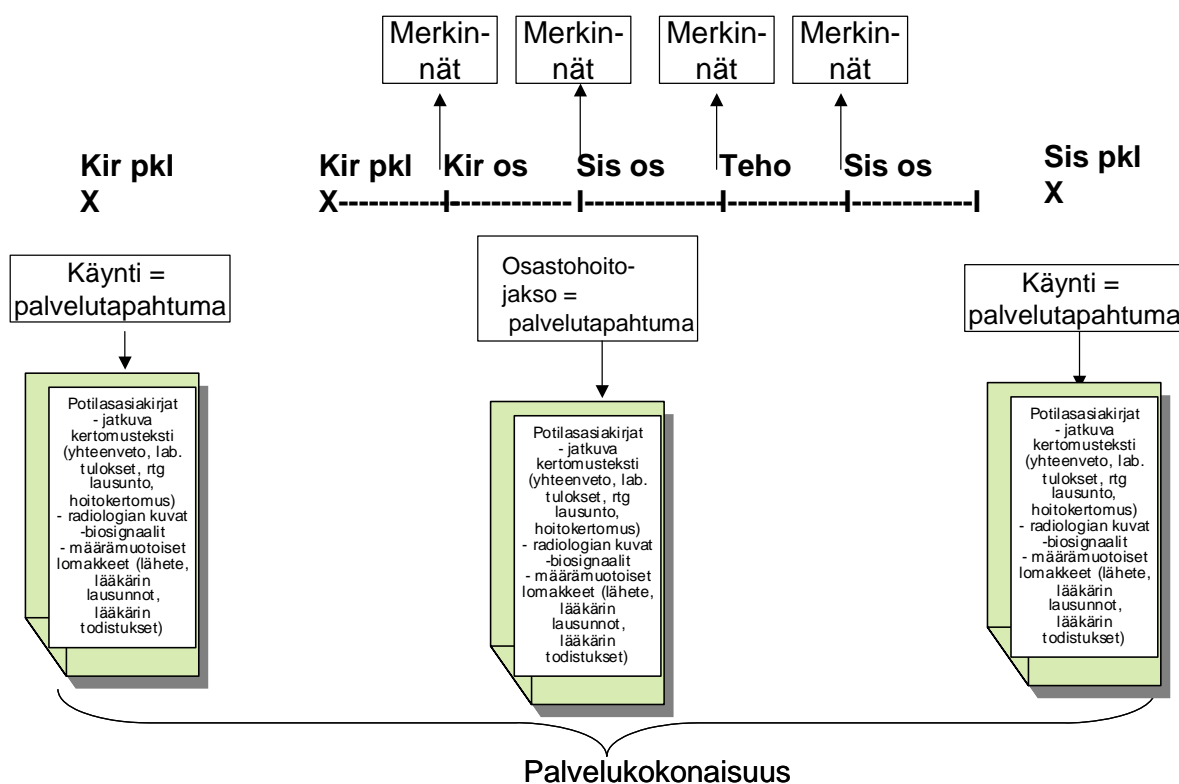 Merkin-
nät
Merkin-
nät
Merkin-
nät
Merkin-
nät
Kir pkl
X
Kir pkl Kir os Sis os Teho Sis os
X-----------I------------I-------------I------------I------------I
Sis pkl
X
Käynti =
palvelutapahtuma
Osastohoito-
jakso =
palvelutapahtuma
Käynti =
palvelutapahtuma
Potilasasiakirjat
- jatkuva
kertomusteksti
(yhteenveto, lab.
tulokset, rtg
lausunto,
hoitokertomus)
- radiologian kuvat
-biosignaalit
- määrämuotoiset
lomakkeet (lähete,
lääkärin
lausunnot,
lääkärin
todistukset)
Potilasasiakirjat
- jatkuva
kertomusteksti
(yhteenveto, lab.
tulokset, rtg
lausunto,
hoitokertomus)
- radiologian kuvat
-biosignaalit
- määrämuotoiset
lomakkeet (lähete,
lääkärin
lausunnot,
lääkärin
todistukset)
Potilasasiakirjat
- jatkuva
kertomusteksti
(yhteenveto, lab.
tulokset, rtg
lausunto,
hoitokertomus)
- radiologian kuvat
-biosignaalit
- määrämuotoiset
lomakkeet (lähete,
lääkärin
lausunnot,
lääkärin
todistukset)
Palvelukokonaisuus